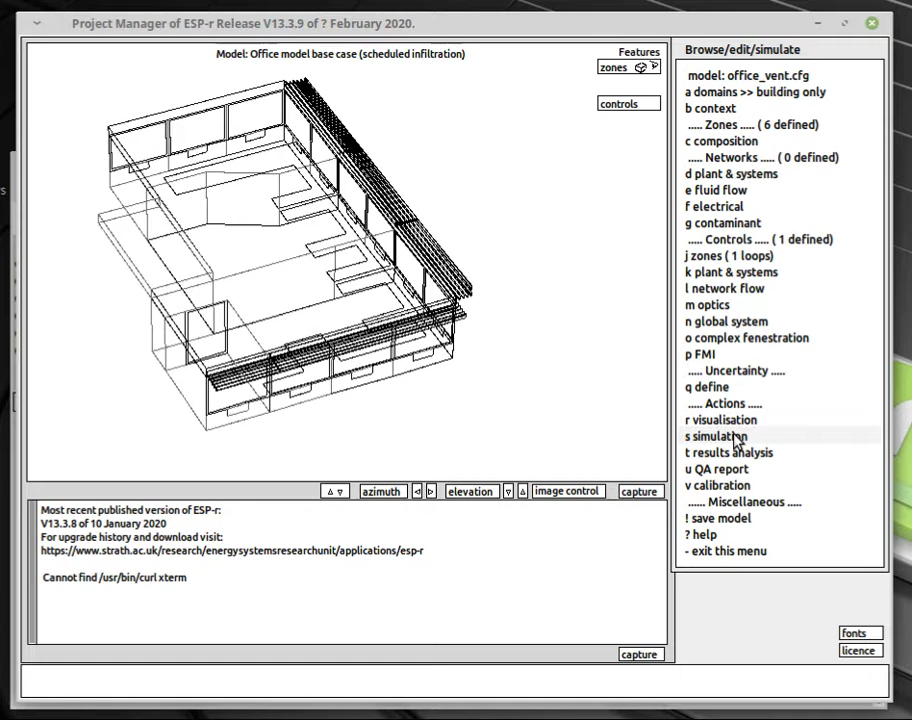 Project Manager of ESP-r Release V13.3.9 of ? February 2020.
Model: Office model base case (scheduled infiltration)
Features
zones
controls
Browse/edit/simulate
model: office_vent.cfg
a domains >> building only
b context
..... Zones ..... ( 6 defined)
c composition
..... Networks ..... ( 0 defined)
d plant & systems
e fluid flow
f electrical
g contaminant
..... Controls ..... ( 1 defined)
j zones ( 1 loops)
k plant & systems
l network flow
m optics
n global system
o complex fenestration
p FMI
..... Uncertainty .....
q define
..... Actions .....
r visualisation
s simulation
t results analysis
u QA report
v calibration
...... Miscellaneous .....
! save model
? help
- exit this menu
azimuth
elevation
image control
capture
Most recent published version of ESP-r:
V13.3.8 of 10 January 2020
For upgrade history and download visit:
https://www.strath.ac.uk/research/energysystemsresearchunit/applications/esp-r
Cannot find /usr/bin/curl xterm
capture
fonts
licence